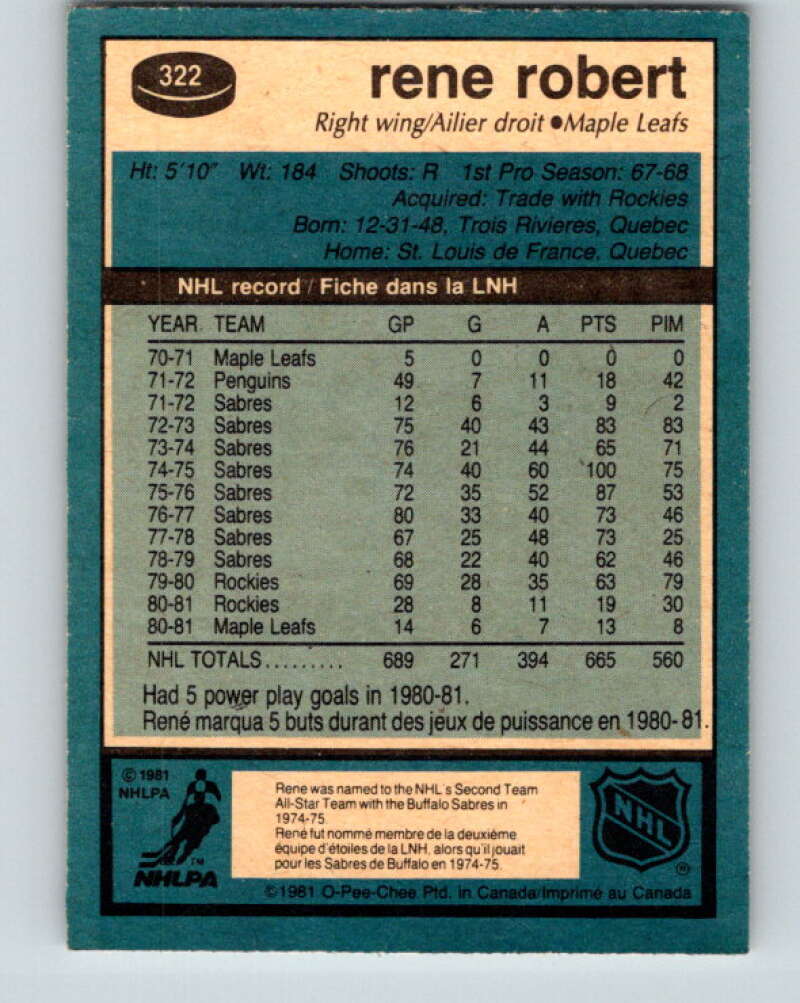 322
rene robert
Right wing/Ailier droit ●Maple Leafs
Ht: 5'10" Wt: 184 Shoots: R 1st Pro Season: 67-68
Acquired: Trade with Rockies
Born: 12-31-48, Trois Rivieres, Quebec
Home: St. Louis de France, Quebec
NHL record / Fiche dans la LNH
YEAR TEAM GP G A PTS PIM
70-71 Maple Leafs 5 0 0 0 0
71-72 Penguins 49 7 11 18 42
71-72 Sabres 12 6 3 9 2
72-73 Sabres 75 40 43 83 83
73-74 Sabres 76 21 44 65 71
74-75 Sabres 74 40 60 100 75
75-76 Sabres 72 35 52 87 53
76-77 Sabres 80 33 40 73 46
77-78 Sabres 67 25 48 73 25
78-79 Sabres 68 22 40 62 46
79-80 Rockies 69 28 35 63 79
80-81 Rockies 28 8 11 19 30
80-81 Maple Leafs 14 6 7 13 8
NHL TOTALS......... 689 271 394 665 560
Had 5 power play goals in 1980-81.
René marqua 5 buts durant des jeux de puissance en 1980-81.
© 1981
NHLPA
TM
NHLPA
Rene was named to the NHL's Second Team
All-Star Team with the Buffalo Sabres in
1974-75.
René fut nommé membre de la deuxième
équipe d'étoiles de la LNH, alors qu'il jouait
pour les Sabres de Buffalo en 1974-75.
NHL
®
©1981 O-Pee-Chee Ptd. in Canada/Imprimé au Canada